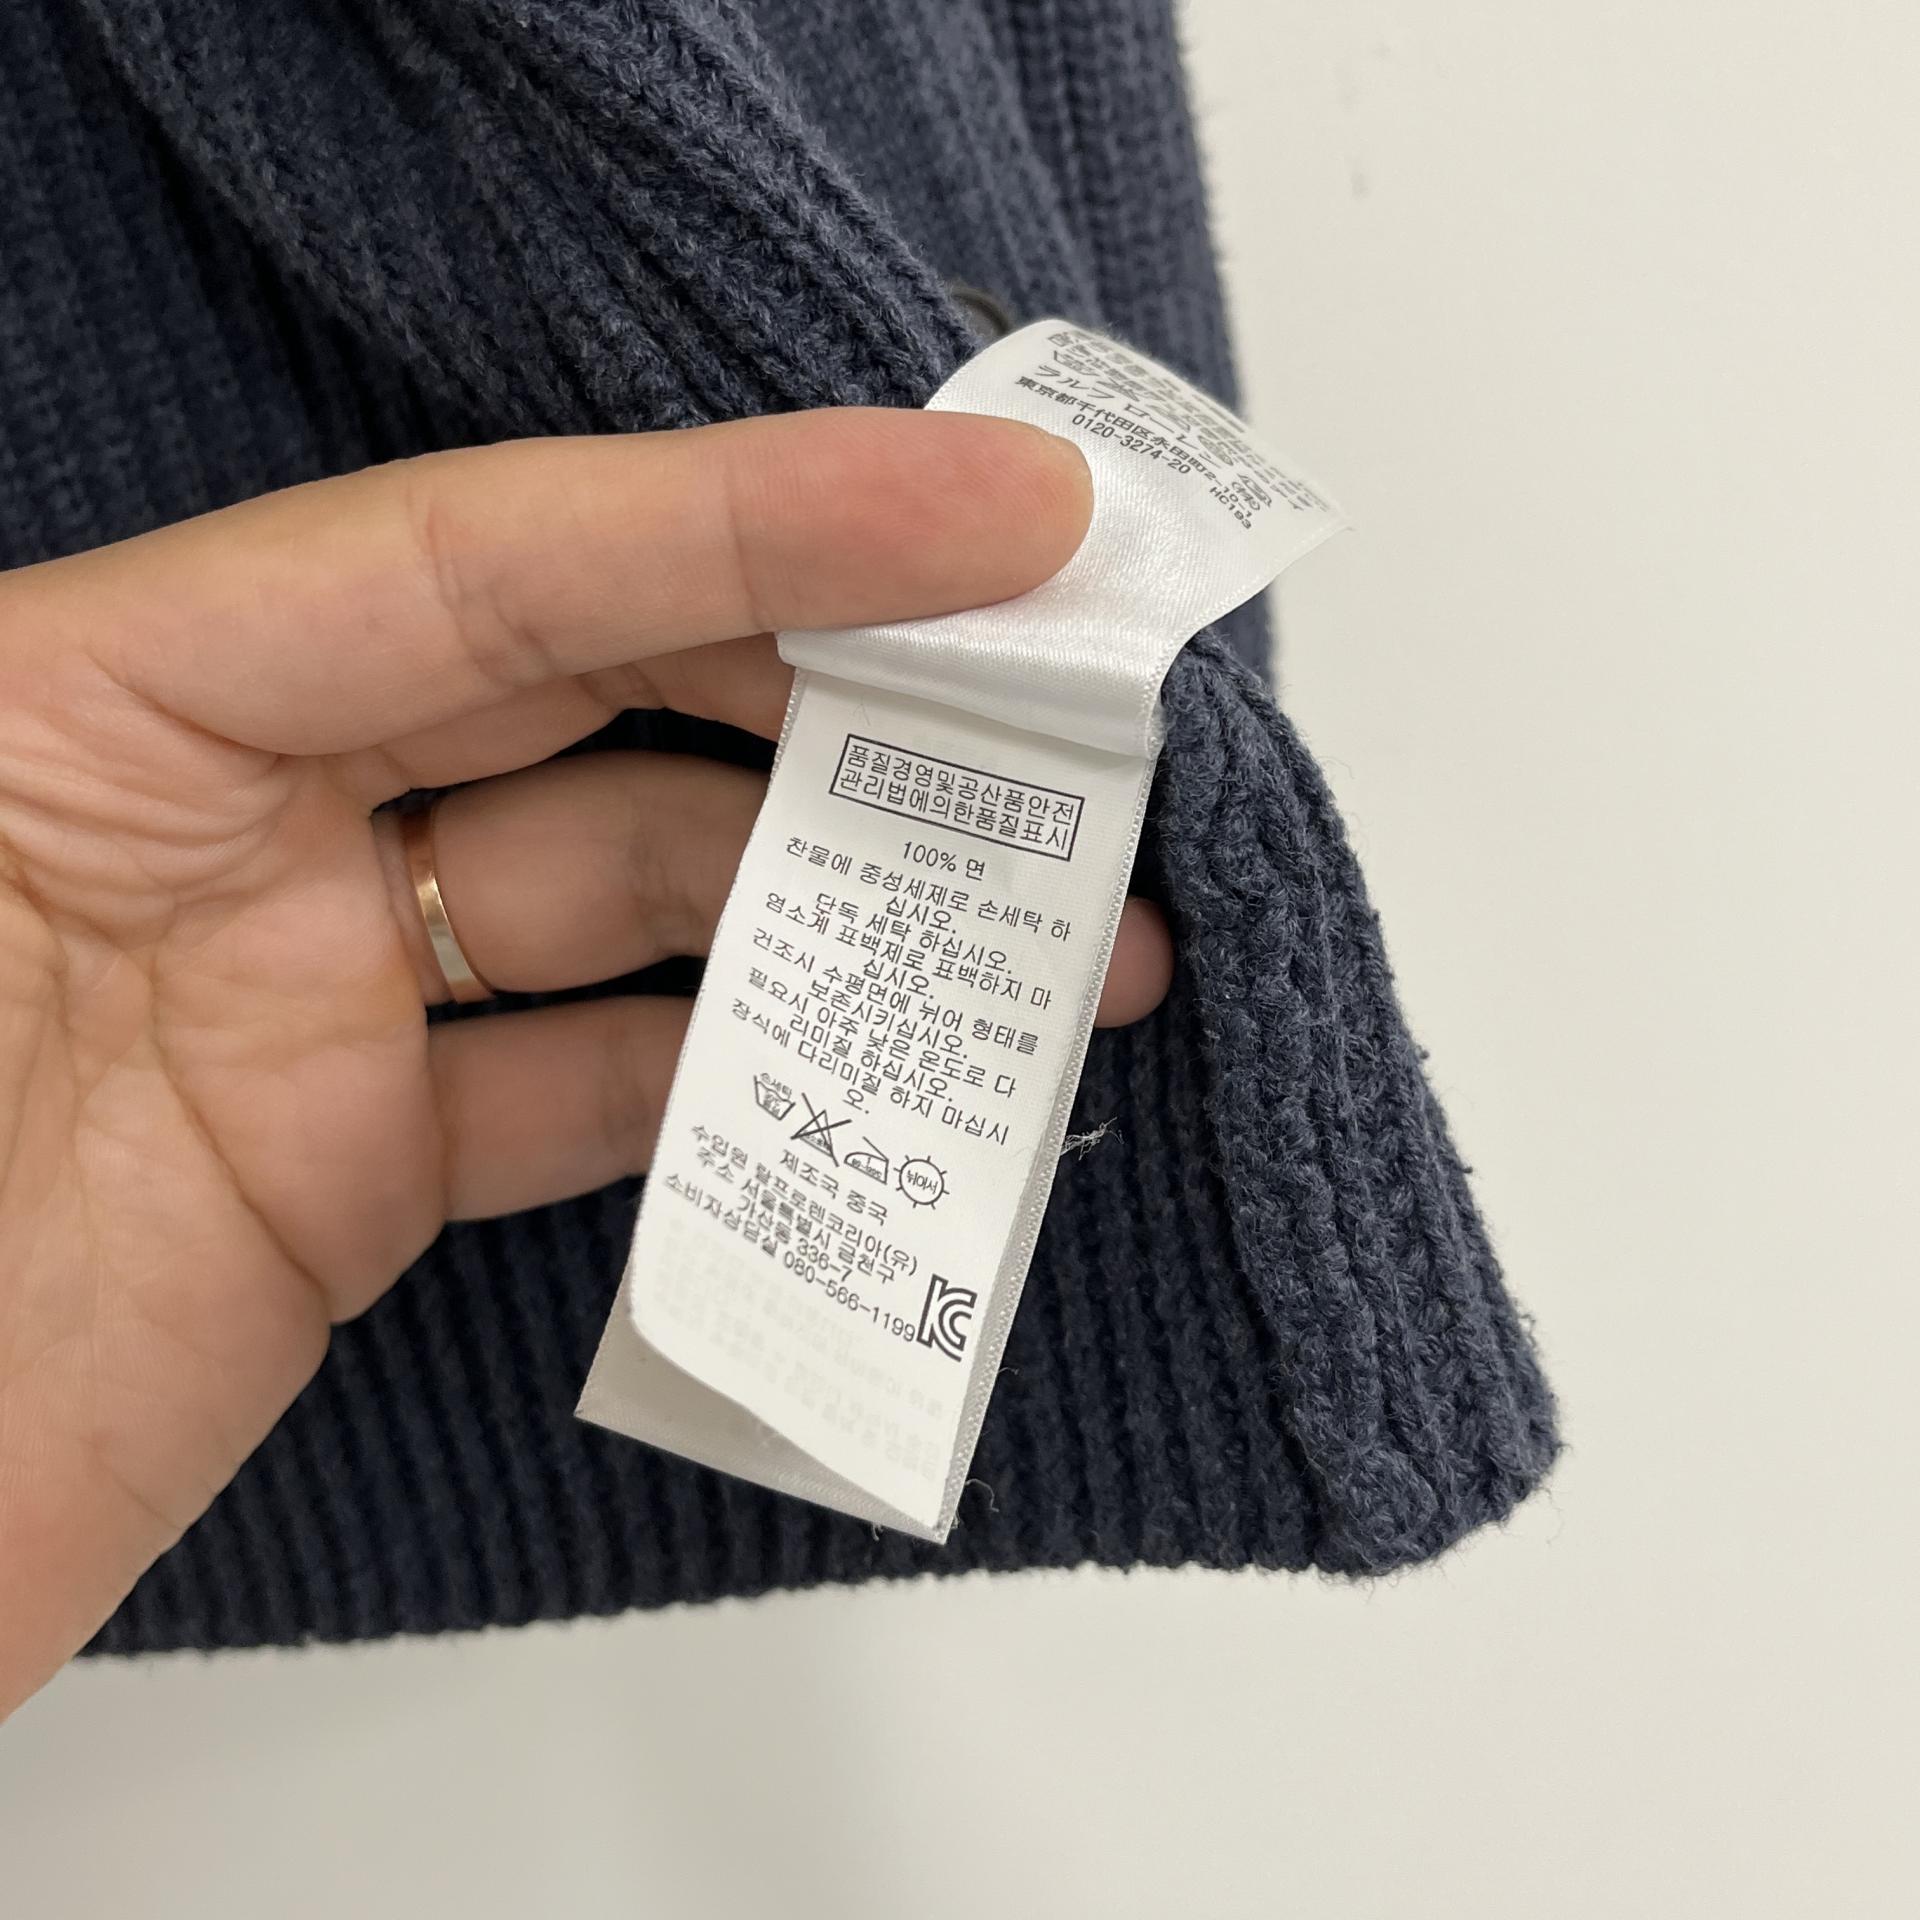 ラルフ ローレン (株)
東京都千代田区永田町2-10-1
0120-3274-20
HC193
품질경영및공산품안전
관리법에의한품질표시
100% 면
찬물에 중성세제로 손세탁 하
십시오.
단독 세탁 하십시오.
염소계 표백제로 표백하지 마
십시오.
건조시 수평면에 뉘어 형태를
보존시키십시오.
필요시 아주 낮은 온도로 다
리미질 하십시오.
장식에 다리미질 하지 마십시
오.
손세탁
뉘어서
제조국 중국
수입원 랄프로렌코리아(유)
주소 서울특별시 금천구
가산동 336-7
소비자상담실 080-566-1199